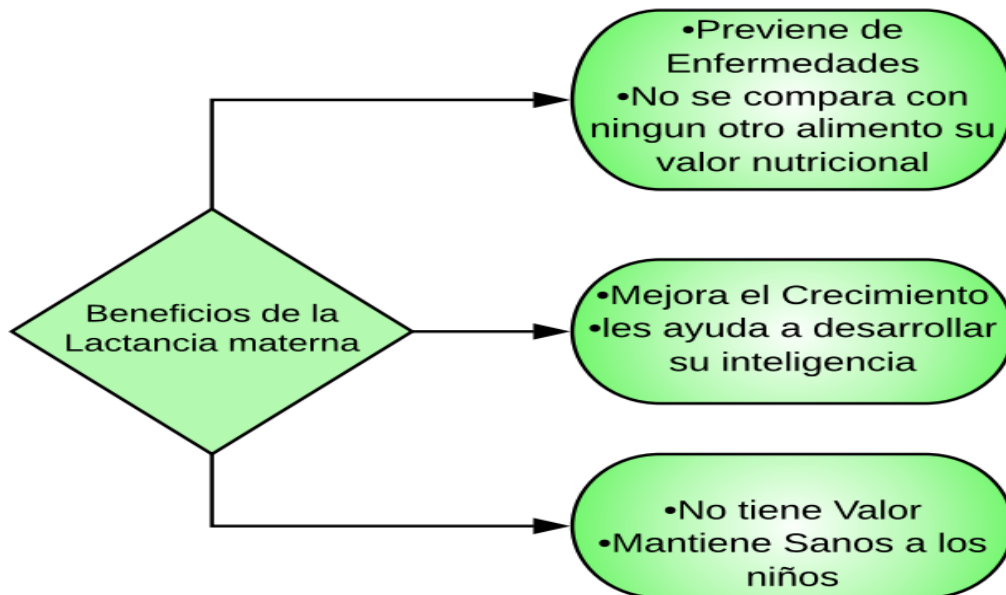 •Previene de
Enfermedades
•No se compara con
ningun otro alimento su
valor nutricional
Beneficios de la
Lactancia materna
•Mejora el Crecimiento
•les ayuda a desarrollar
su inteligencia
•No tiene Valor
•Mantiene Sanos a los
niños